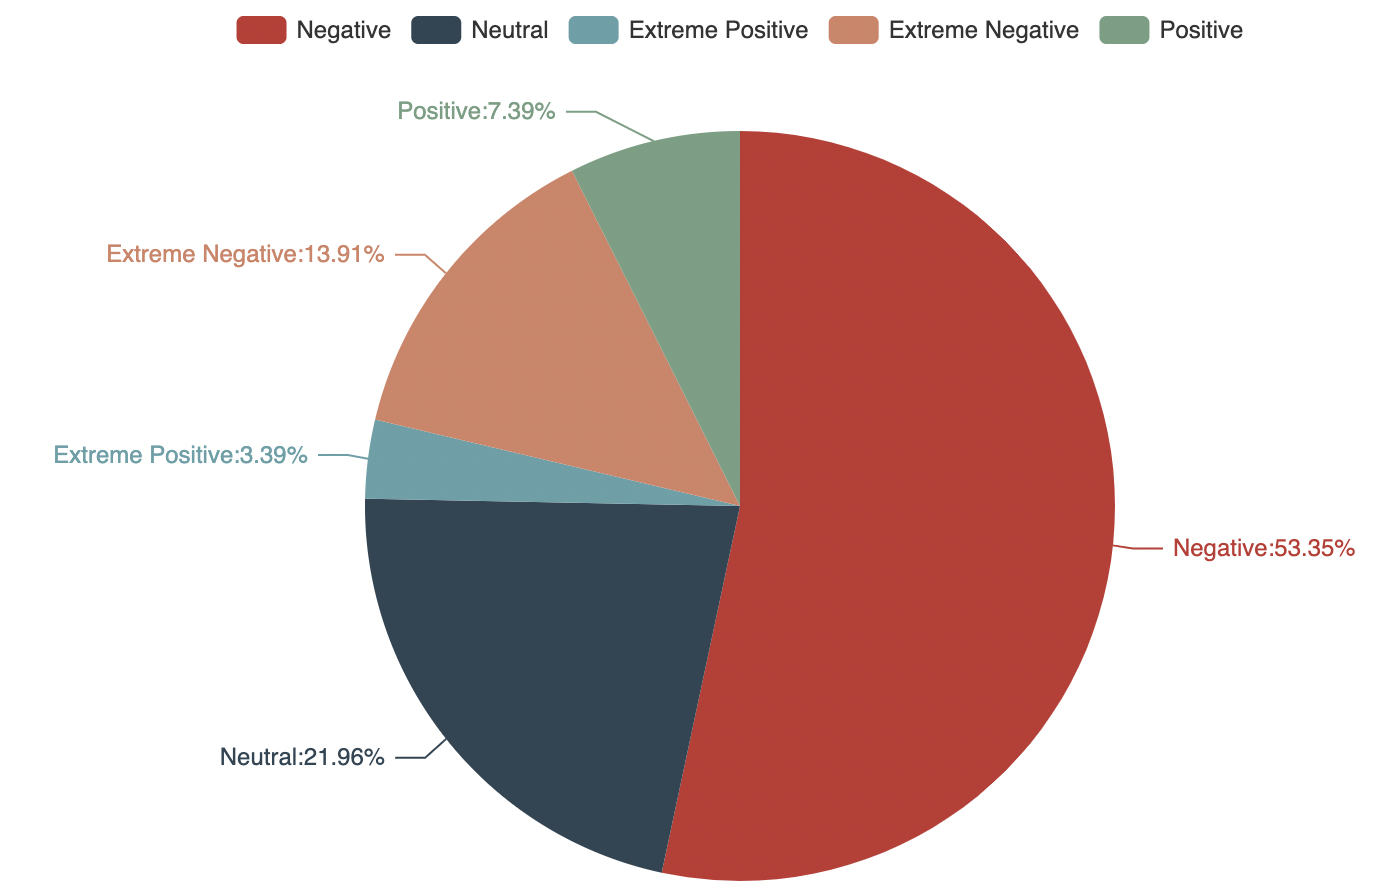 Negative Neutral Extreme Positive Extreme Negative Positive
Positive:7.39%
Extreme Negative:13.91%
Extreme Positive:3.39%
Negative:53.35%
Neutral:21.96%